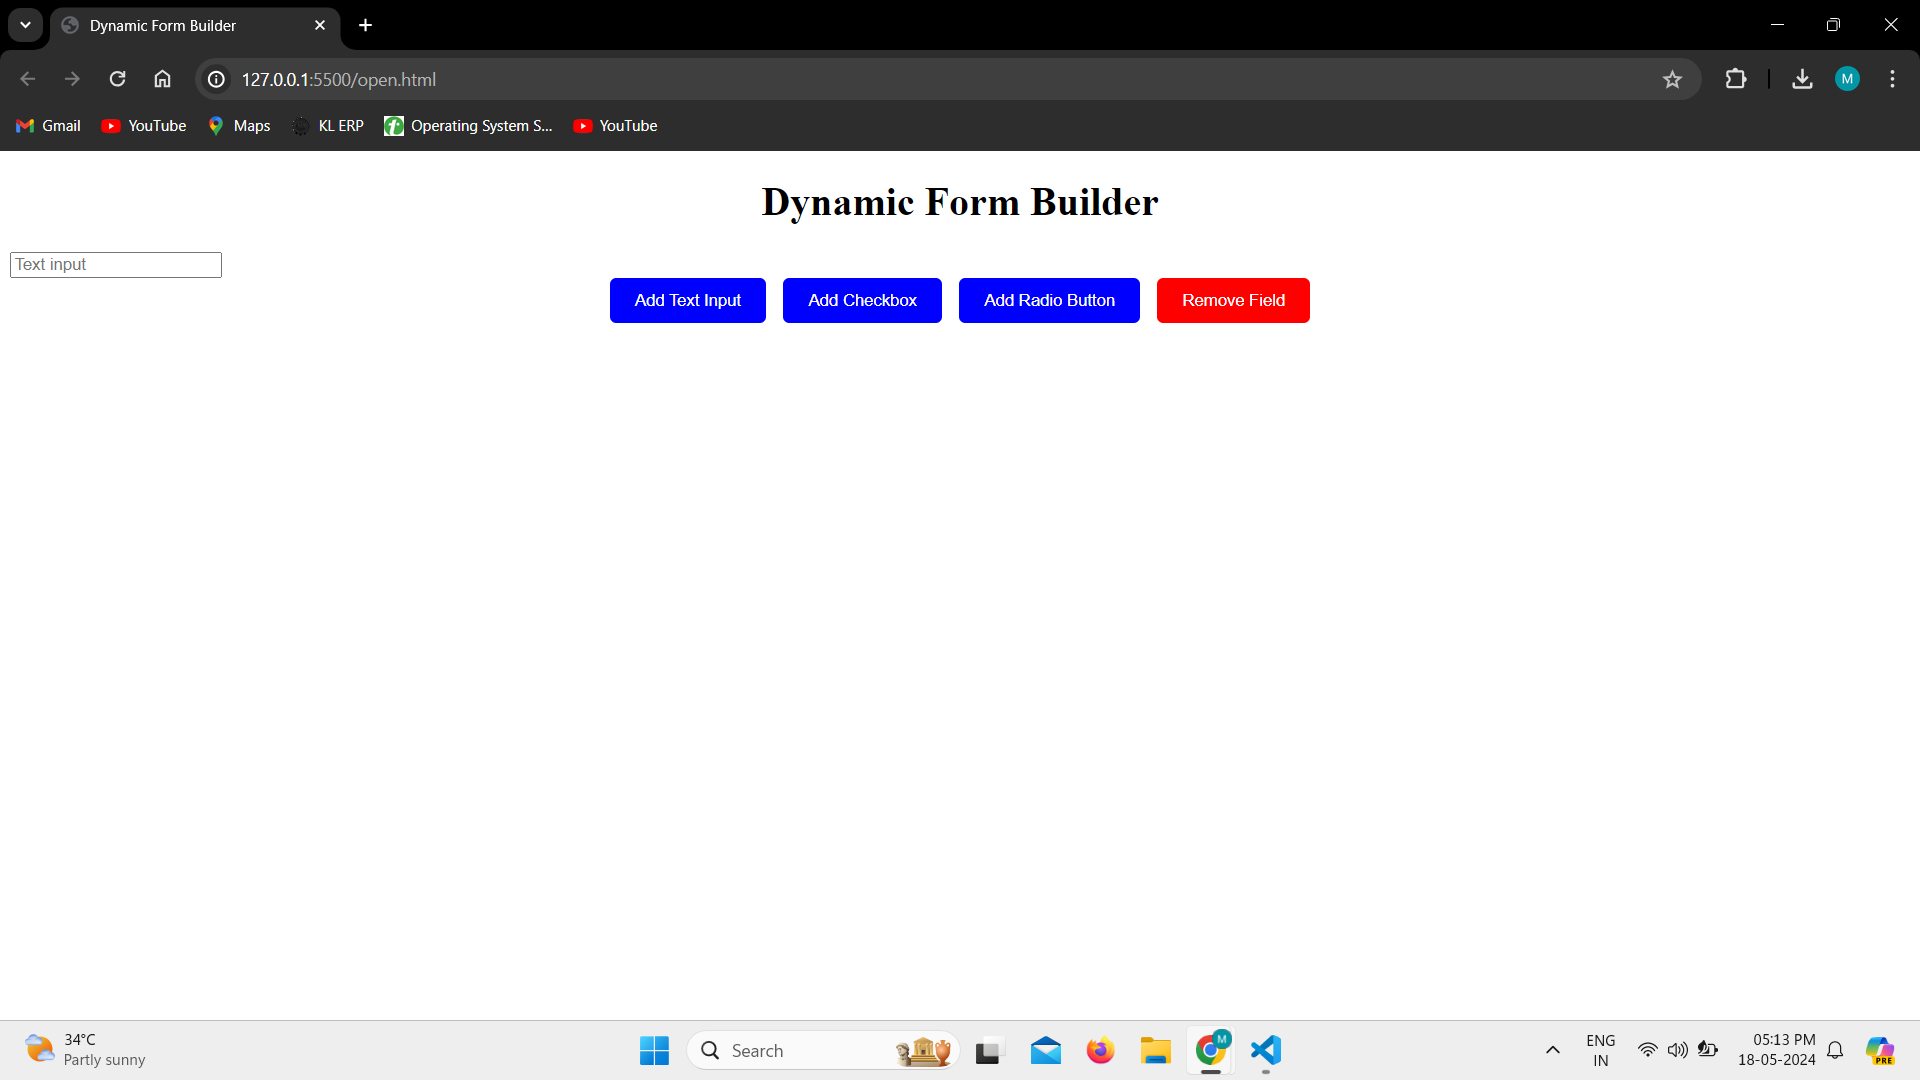 Dynamic Form Builder
127.0.0.1:5500/open.html
M
Gmail YouTube Maps KL ERP Operating System S... YouTube
Dynamic Form Builder
Text input
Add Text Input Add Checkbox Add Radio Button Remove Field
34°C
Partly sunny
Search
M
ENG
IN
05:13 PM
18-05-2024
PRE